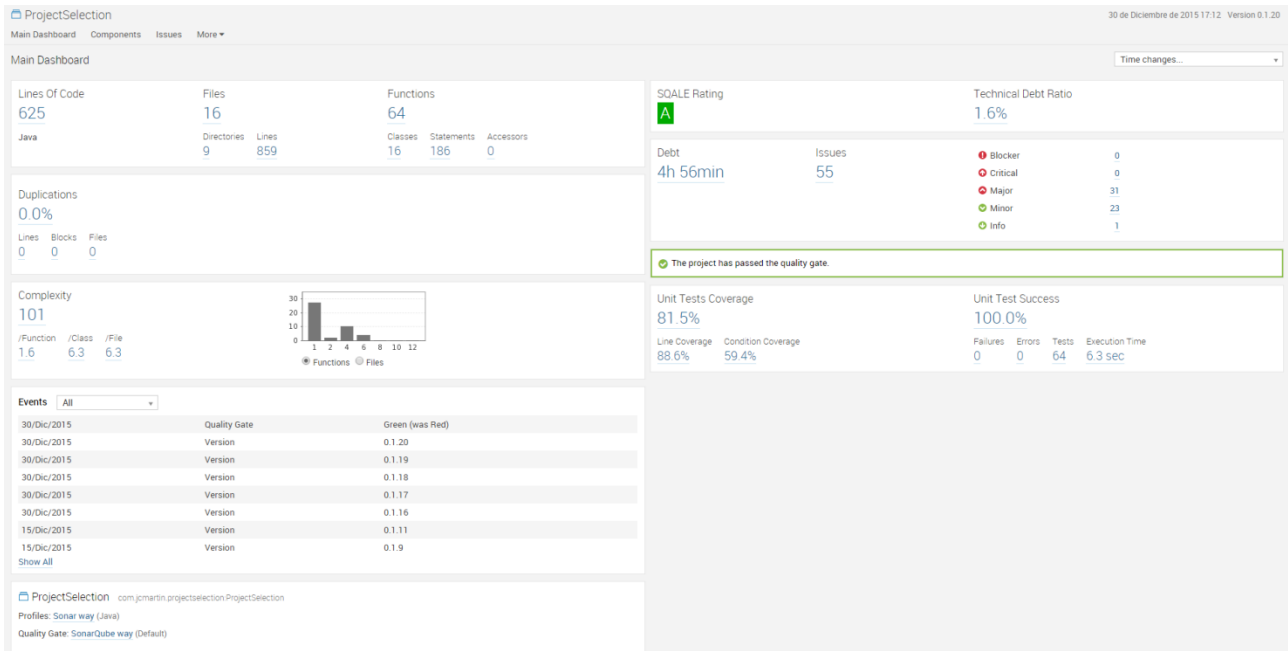 ProjectSelection
30 de Diciembre de 2015 17:12 Version 0.1.20
Main Dashboard Components Issues More
Main Dashboard
Time changes...
Lines Of Code Files Functions
625 16 64
Java
Directories Lines
9 859
Classes Statements Accessors
16 186 0
Duplications
0.0%
Lines Blocks Files
0 0 0
Complexity
101
/Function /Class /File
1.6 6.3 6.3
30
20
10
0
1 2 4 6 8 10 12
Functions Files
Events All
30/Dic/2015 Quality Gate Green (was Red)
30/Dic/2015 Version 0.1.20
30/Dic/2015 Version 0.1.19
30/Dic/2015 Version 0.1.18
30/Dic/2015 Version 0.1.17
30/Dic/2015 Version 0.1.16
15/Dic/2015 Version 0.1.11
15/Dic/2015 Version 0.1.9
Show All
ProjectSelection com.jcmartin.projectselection:ProjectSelection
Profiles: Sonar way (Java)
Quality Gate: SonarQube way (Default)
SQALE Rating Technical Debt Ratio
A 1.6%
Debt Issues
4h 56min 55
Blocker 0
Critical 0
Major 31
Minor 23
Info 1
The project has passed the quality gate.
Unit Tests Coverage Unit Test Success
81.5% 100.0%
Line Coverage Condition Coverage
88.6% 59.4%
Failures Errors Tests Execution Time
0 0 64 6.3 sec